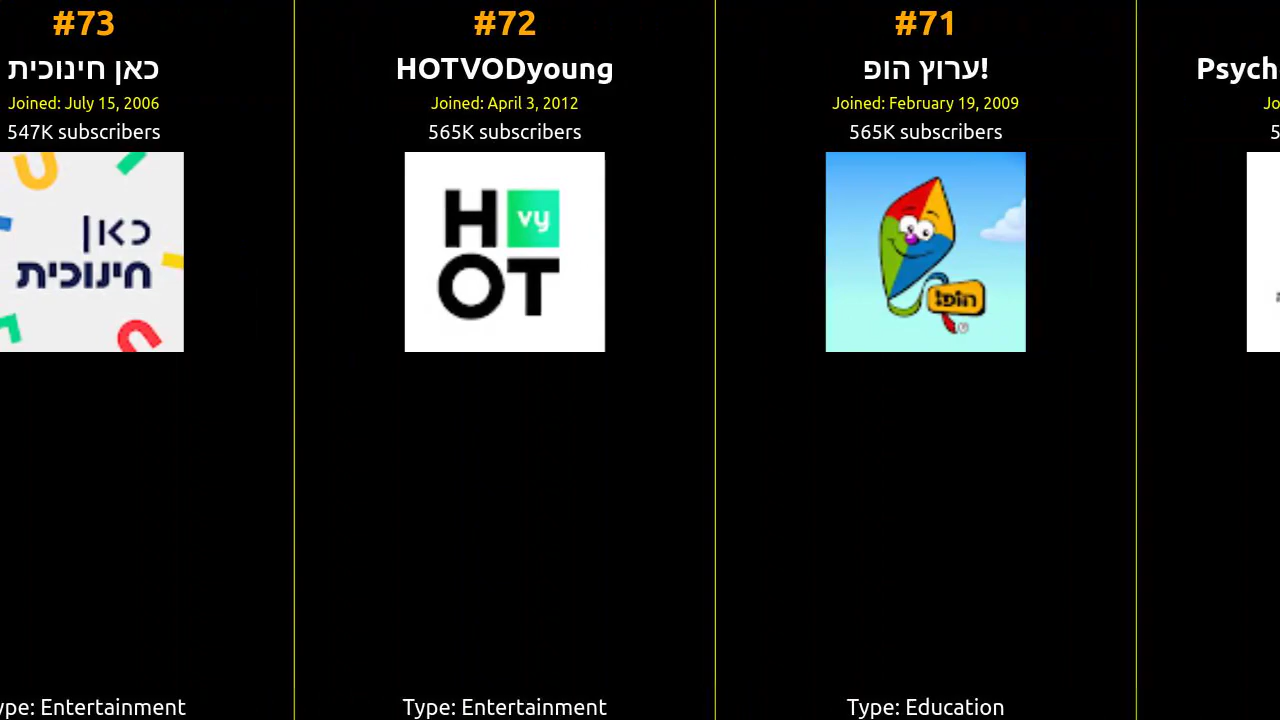 #73
כאן חינוכית
Joined: July 15, 2006
547K subscribers
כאן
חינוכית
ype: Entertainment
#72
HOTVODyoung
Joined: April 3, 2012
565K subscribers
H vy
OT
Type: Entertainment
#71
ערוץ הופ!
Joined: February 19, 2009
565K subscribers
הופ!
Type: Education
Psych
Jo
5